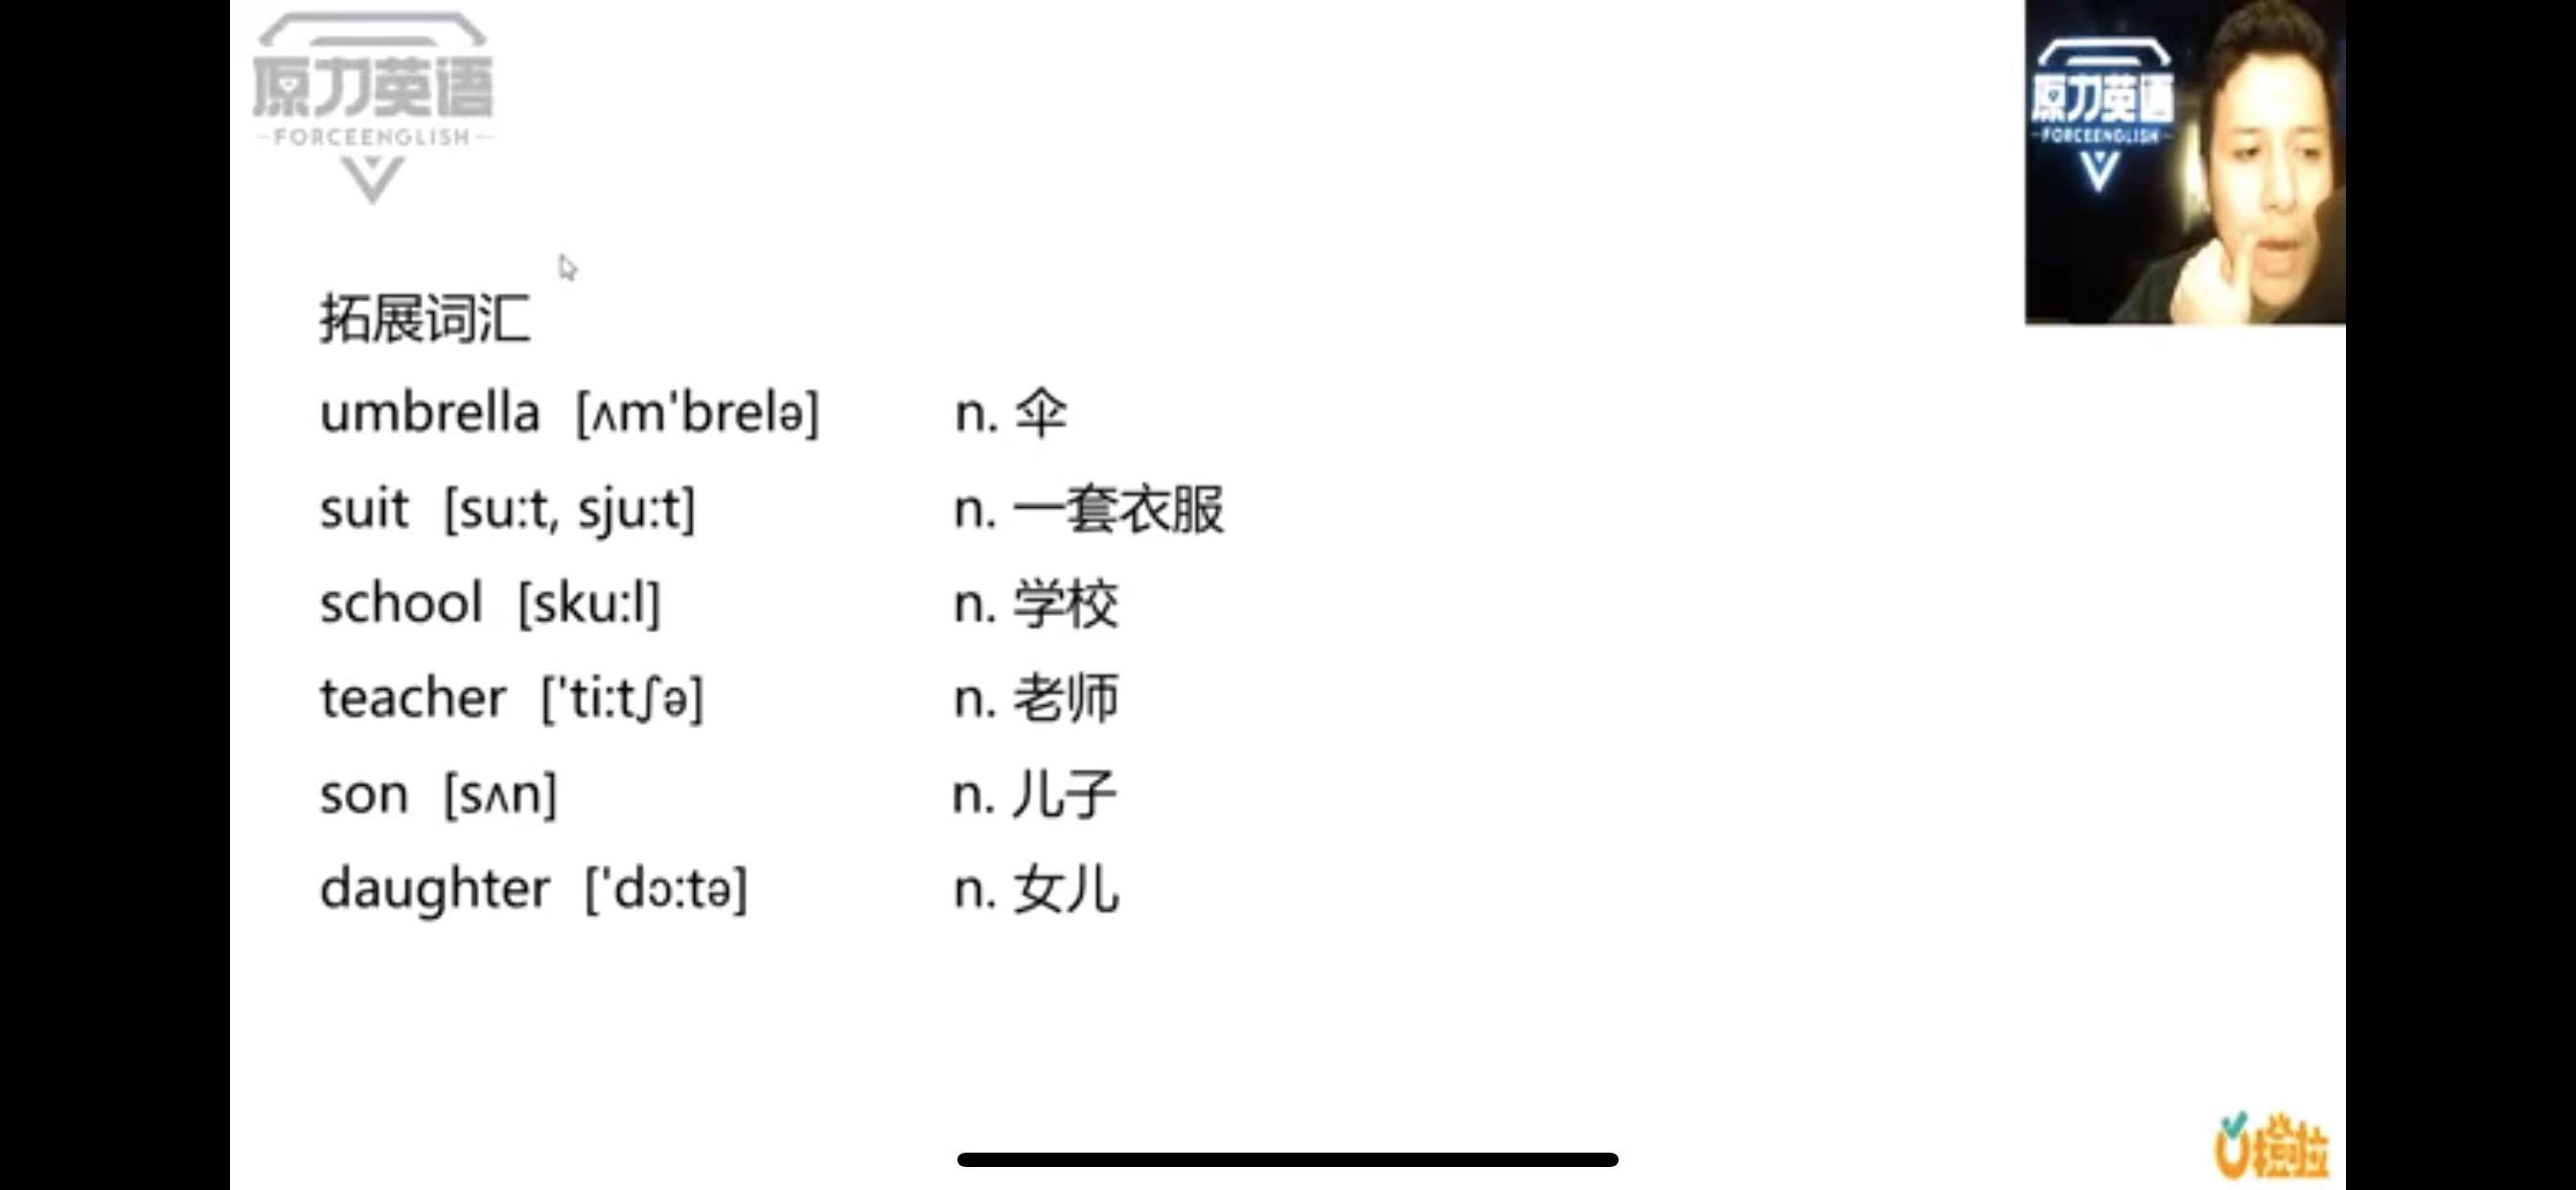 原力英语
FORCEENGLISH
原力英语
FORCEENGLISH
拓展词汇
umbrella [ʌm'brelə] n. 伞
suit [su:t, sju:t] n. 一套衣服
school [sku:l] n. 学校
teacher ['ti:tʃə] n. 老师
son [sʌn] n. 儿子
daughter ['dɔ:tə] n. 女儿
橙啦